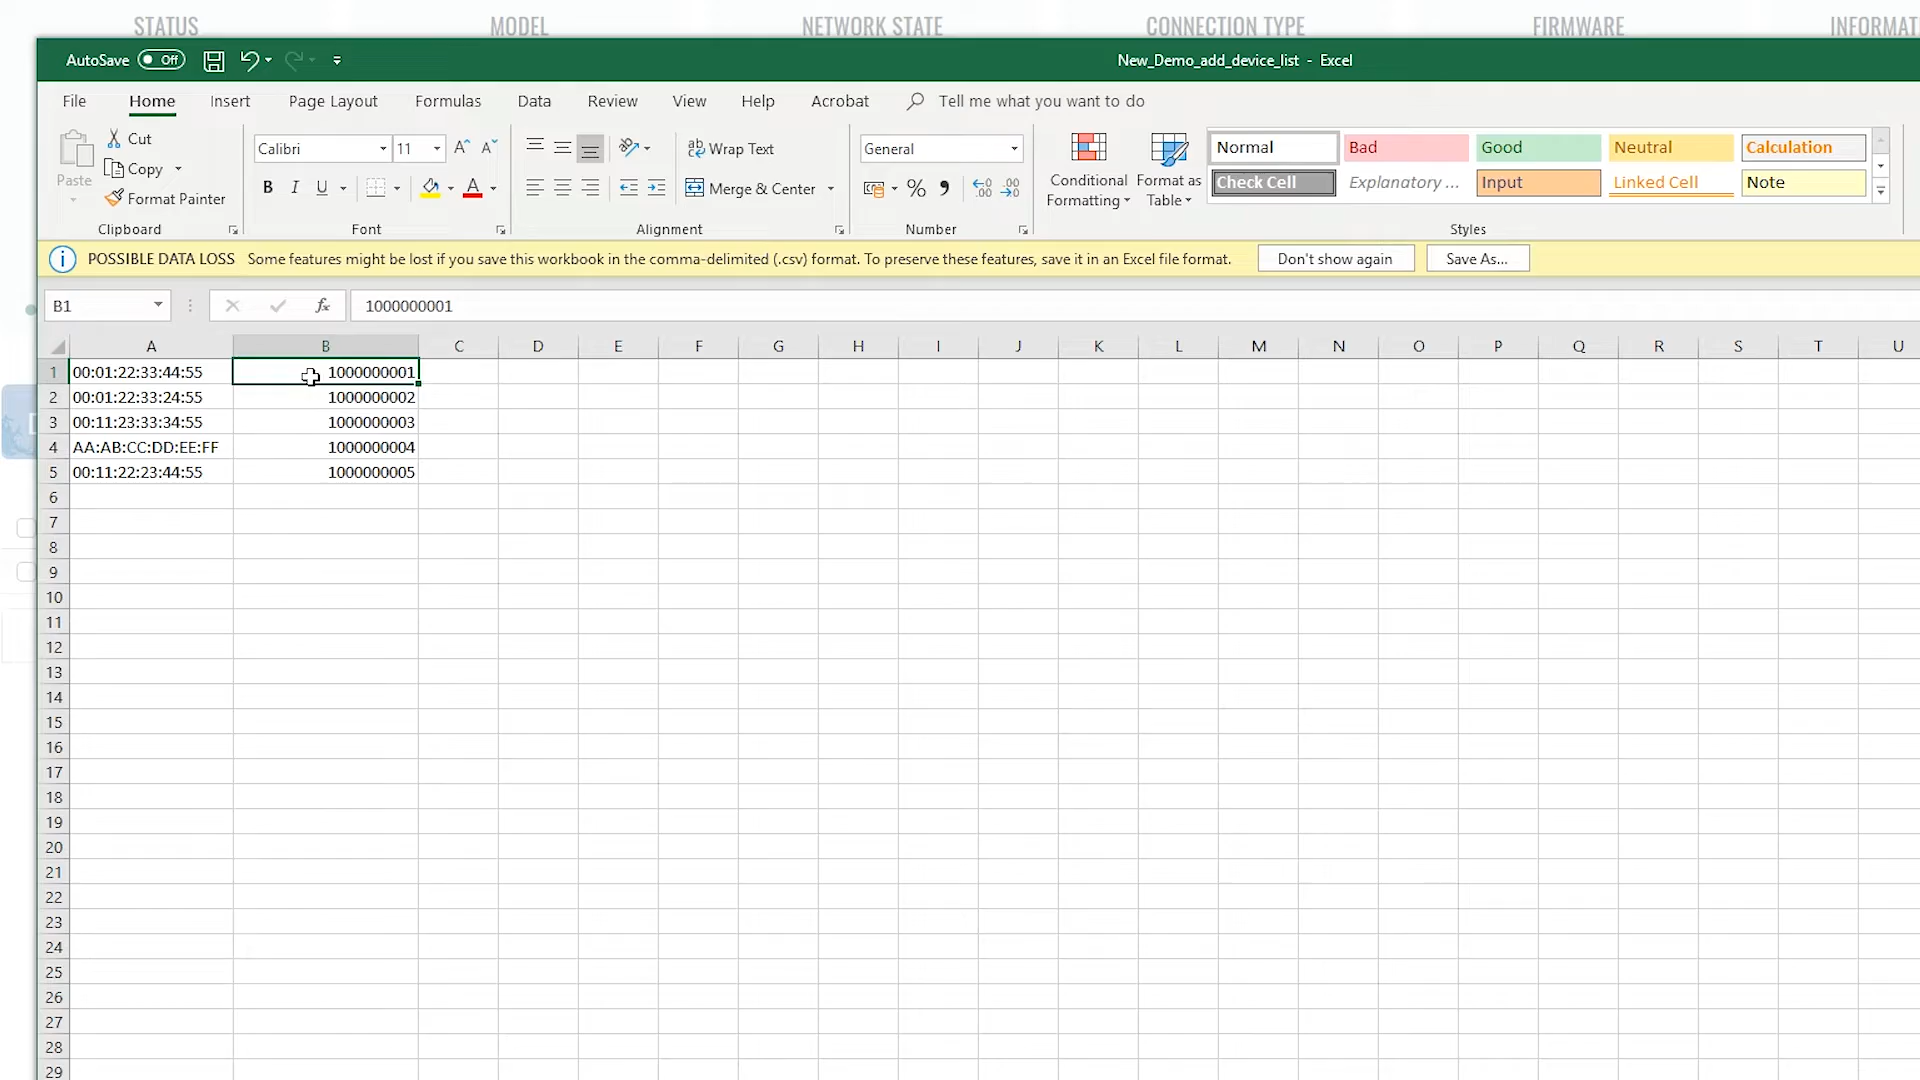 STATUS MODEL NETWORK STATE CONNECTION TYPE FIRMWARE
AutoSave Off New_Demo_add_device_list - Excel
File Home Insert Page Layout Formulas Data Review View Help Acrobat Tell me what you want to do
Paste Cut Copy Format Painter
Calibri 11
B I U
ab Wrap Text
Merge & Center
General
% ,
Conditional Formatting
Format as Table
Normal Bad Good Neutral Calculation
Check Cell Explanatory ... Input Linked Cell Note
Clipboard Font Alignment Number Styles
POSSIBLE DATA LOSS Some features might be lost if you save this workbook in the comma-delimited (.csv) format. To preserve these features, save it in an Excel file format. Don't show again Save As...
B1 fx 1000000001
A B C D E F G H I J K L M N O P Q R S T U
1 00:01:22:33:44:55 1000000001
2 00:01:22:33:24:55 1000000002
3 00:11:23:33:34:55 1000000003
4 AA:AB:CC:DD:EE:FF 1000000004
5 00:11:22:23:44:55 1000000005
6
7
8
9
10
11
12
13
14
15
16
17
18
19
20
21
22
23
24
25
26
27
28
29